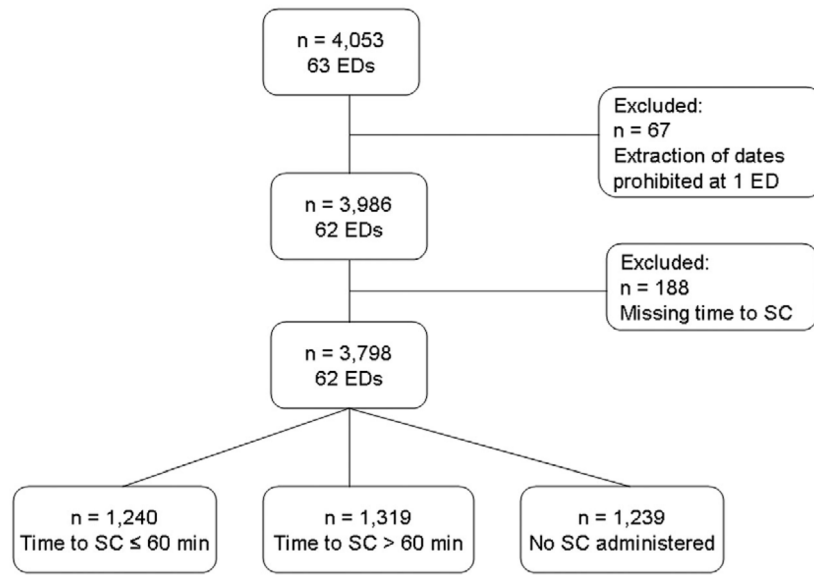 n = 4,053
63 EDs
Excluded:
n = 67
Extraction of dates
prohibited at 1 ED
n = 3,986
62 EDs
Excluded:
n = 188
Missing time to SC
n = 3,798
62 EDs
n = 1,240
Time to SC ≤ 60 min
n = 1,319
Time to SC > 60 min
n = 1,239
No SC administered